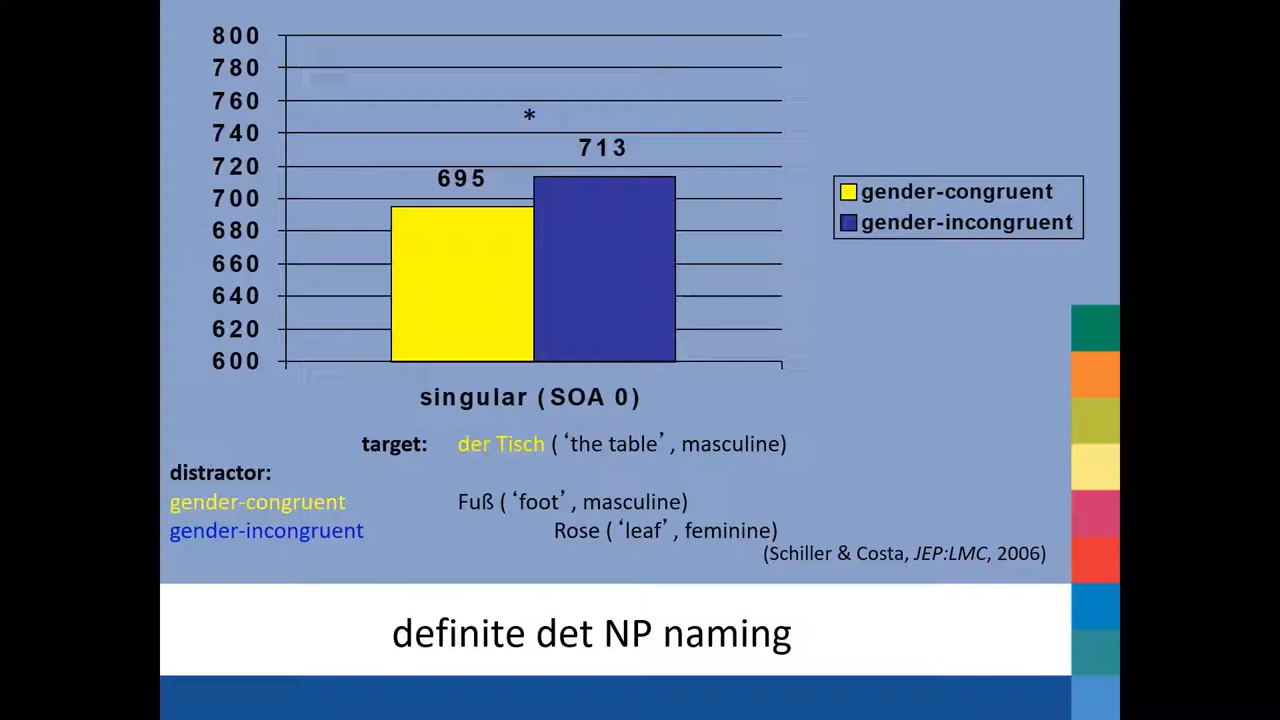 800
780
760
740
720
700
680
660
640
620
600
*
695
713
singular (SOA 0)
gender-congruent
gender-incongruent
target: der Tisch ( ‘the table’ , masculine)
distractor:
gender-congruent Fuß ( ‘foot’ , masculine)
gender-incongruent Rose ( ‘leaf’ , feminine)
(Schiller & Costa, JEP:LMC, 2006)
definite det NP naming